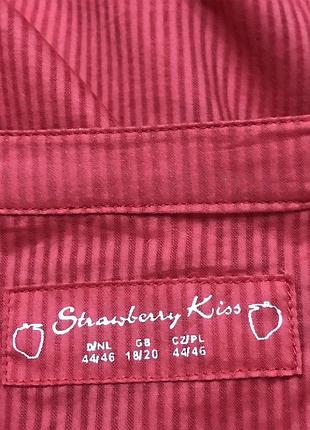 Strawberry Kiss
D/NL GB CZ/PL
44/46 18/20 44/46